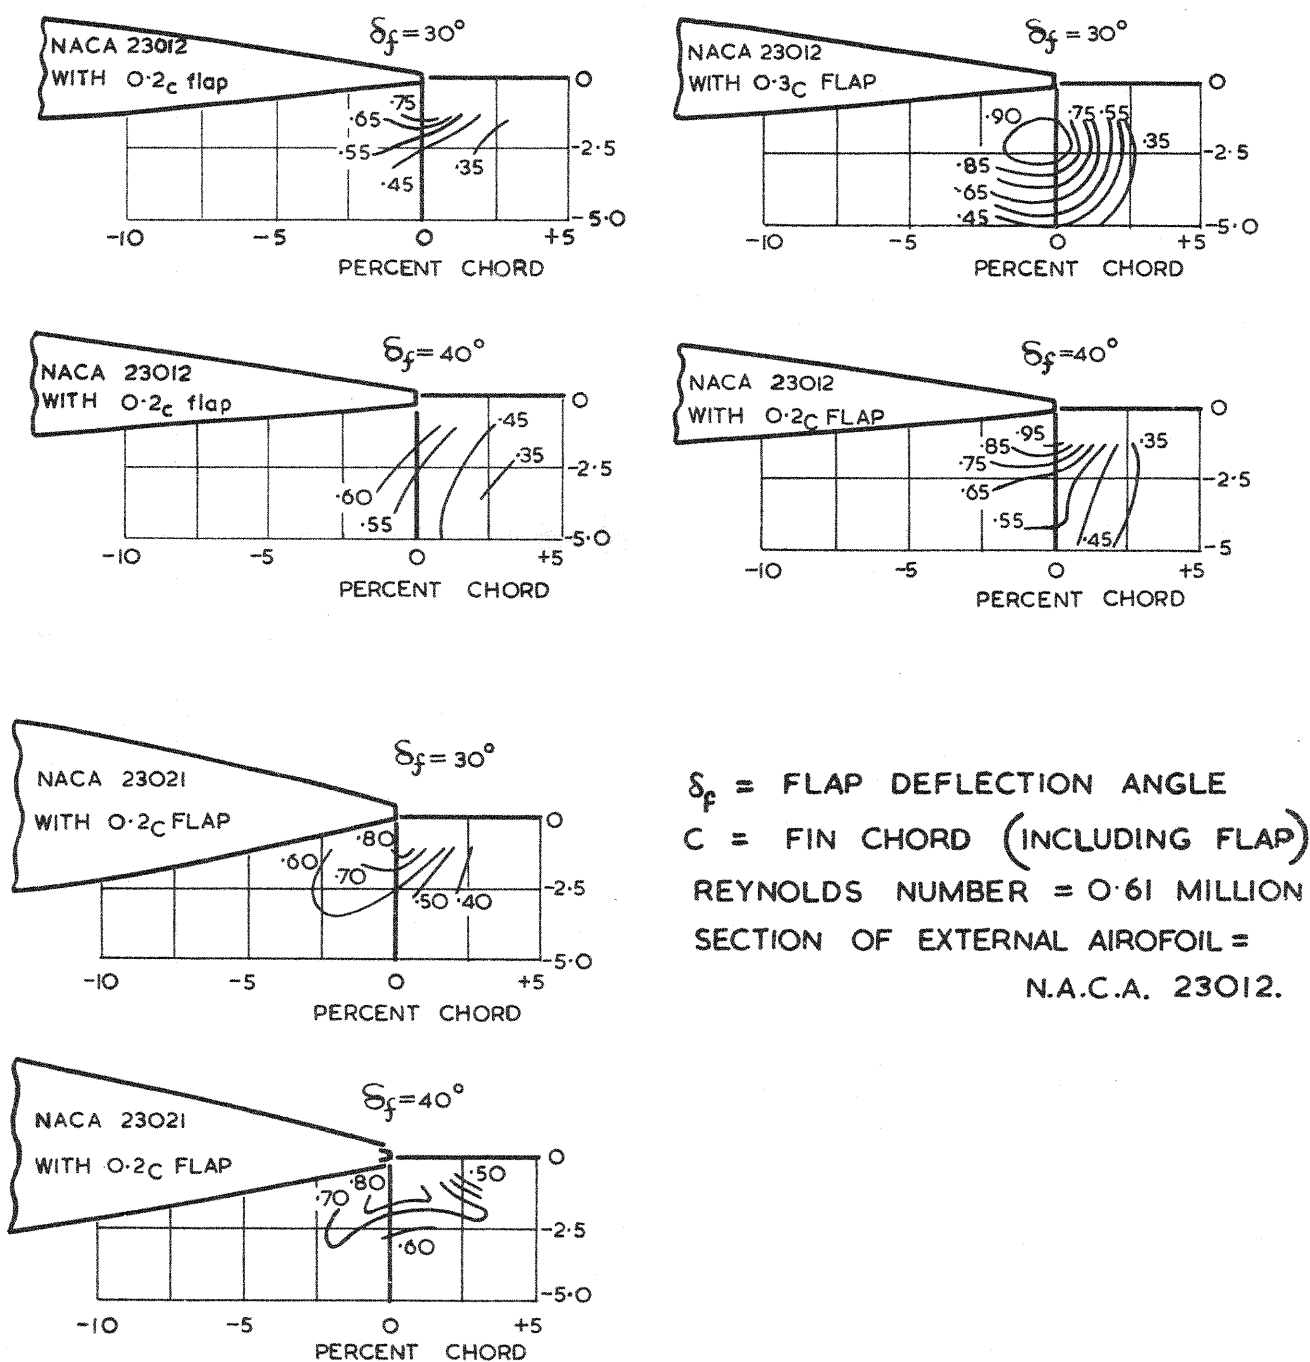 NACA 23012
WITH 0·2c flap
δf = 30°
·75
·65
·55
·45
·35
0
-2·5
-5·0
-10
-5
0
+5
PERCENT CHORD
NACA 23012
WITH 0·3C FLAP
δf = 30°
·90
·75
·55
·35
·85
·65
·45
0
-2·5
-5·0
-10
-5
0
+5
PERCENT CHORD
NACA 23012
WITH 0·2c flap
δf = 40°
·45
·35
·60
·55
0
-2·5
-5·0
-10
-5
0
+5
PERCENT CHORD
NACA 23012
WITH 0·2C FLAP
δf = 40°
·95
·85
·75
·65
·55
·45
·35
0
-2·5
-5
-10
-5
0
+5
PERCENT CHORD
NACA 23021
WITH 0·2C FLAP
δf = 30°
·80
·60
·70
·50
·40
0
-2·5
-5·0
-10
-5
0
+5
PERCENT CHORD
δf = FLAP DEFLECTION ANGLE
C = FIN CHORD (INCLUDING FLAP)
REYNOLDS NUMBER = 0·61 MILLION
SECTION OF EXTERNAL AIROFOIL =
N.A.C.A. 23012.
NACA 23021
WITH 0·2C FLAP
δf = 40°
·50
·80
·70
·60
0
-2·5
-5·0
-10
-5
0
+5
PERCENT CHORD